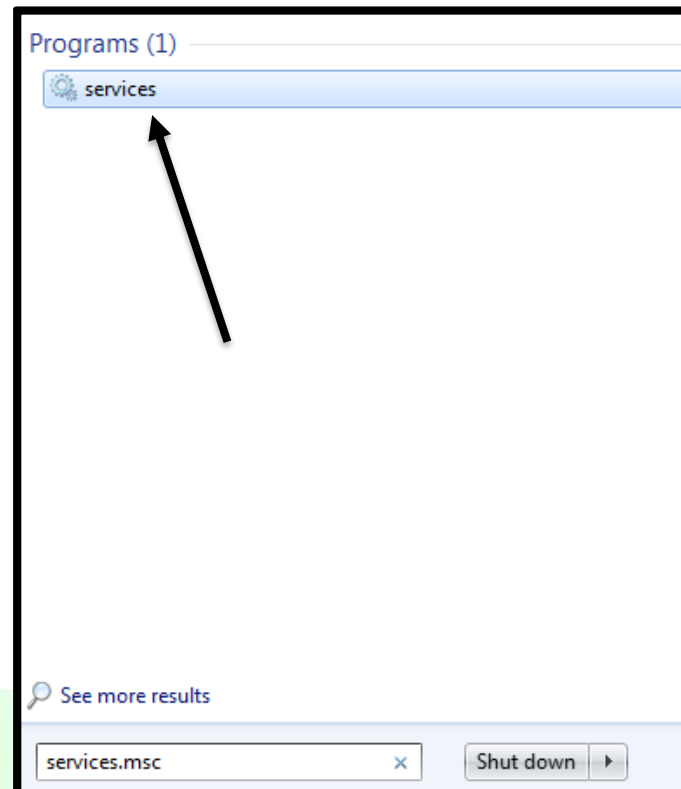 Programs (1)
services
See more results
services.msc
Shut down